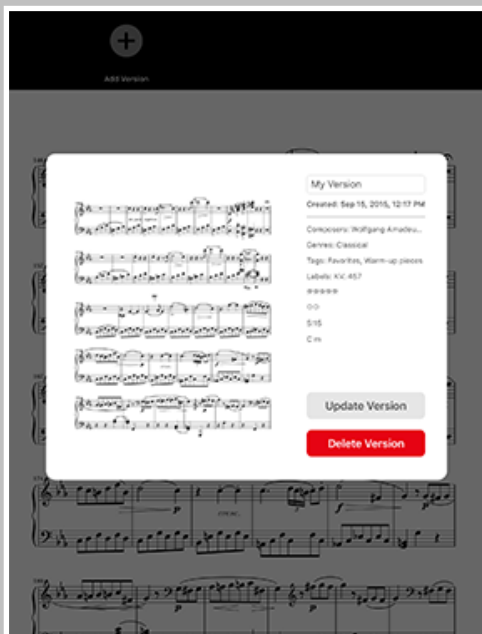 Add Version
My Version
Created: Sep 15, 2015, 12:17 PM
Composers: Wolfgang Amadeu...
Genres: Classical
Tags: Favorites, Warm-up pieces
Labels: KV. 457
5:15
C m
Update Version
Delete Version
p
f
p
p
p
p